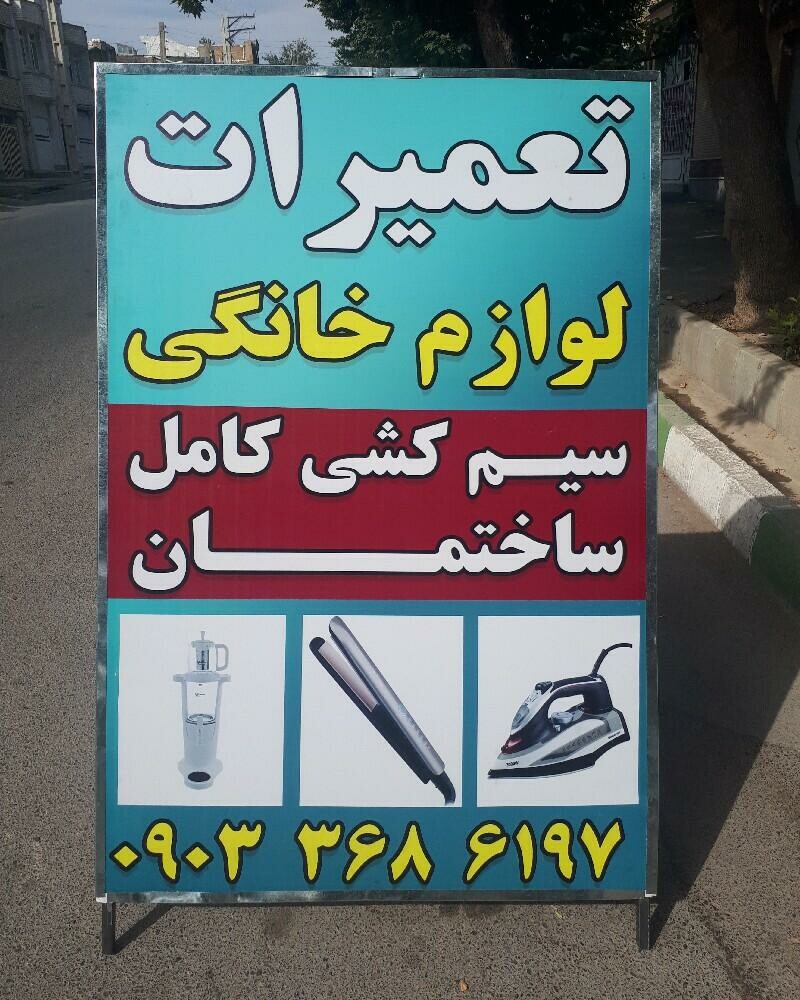 تعمیرات
لوازم خانگی
سیم کشی کامل
ساختمان
۰۹۰۳ ۳۶۸ ۶۱۹۷